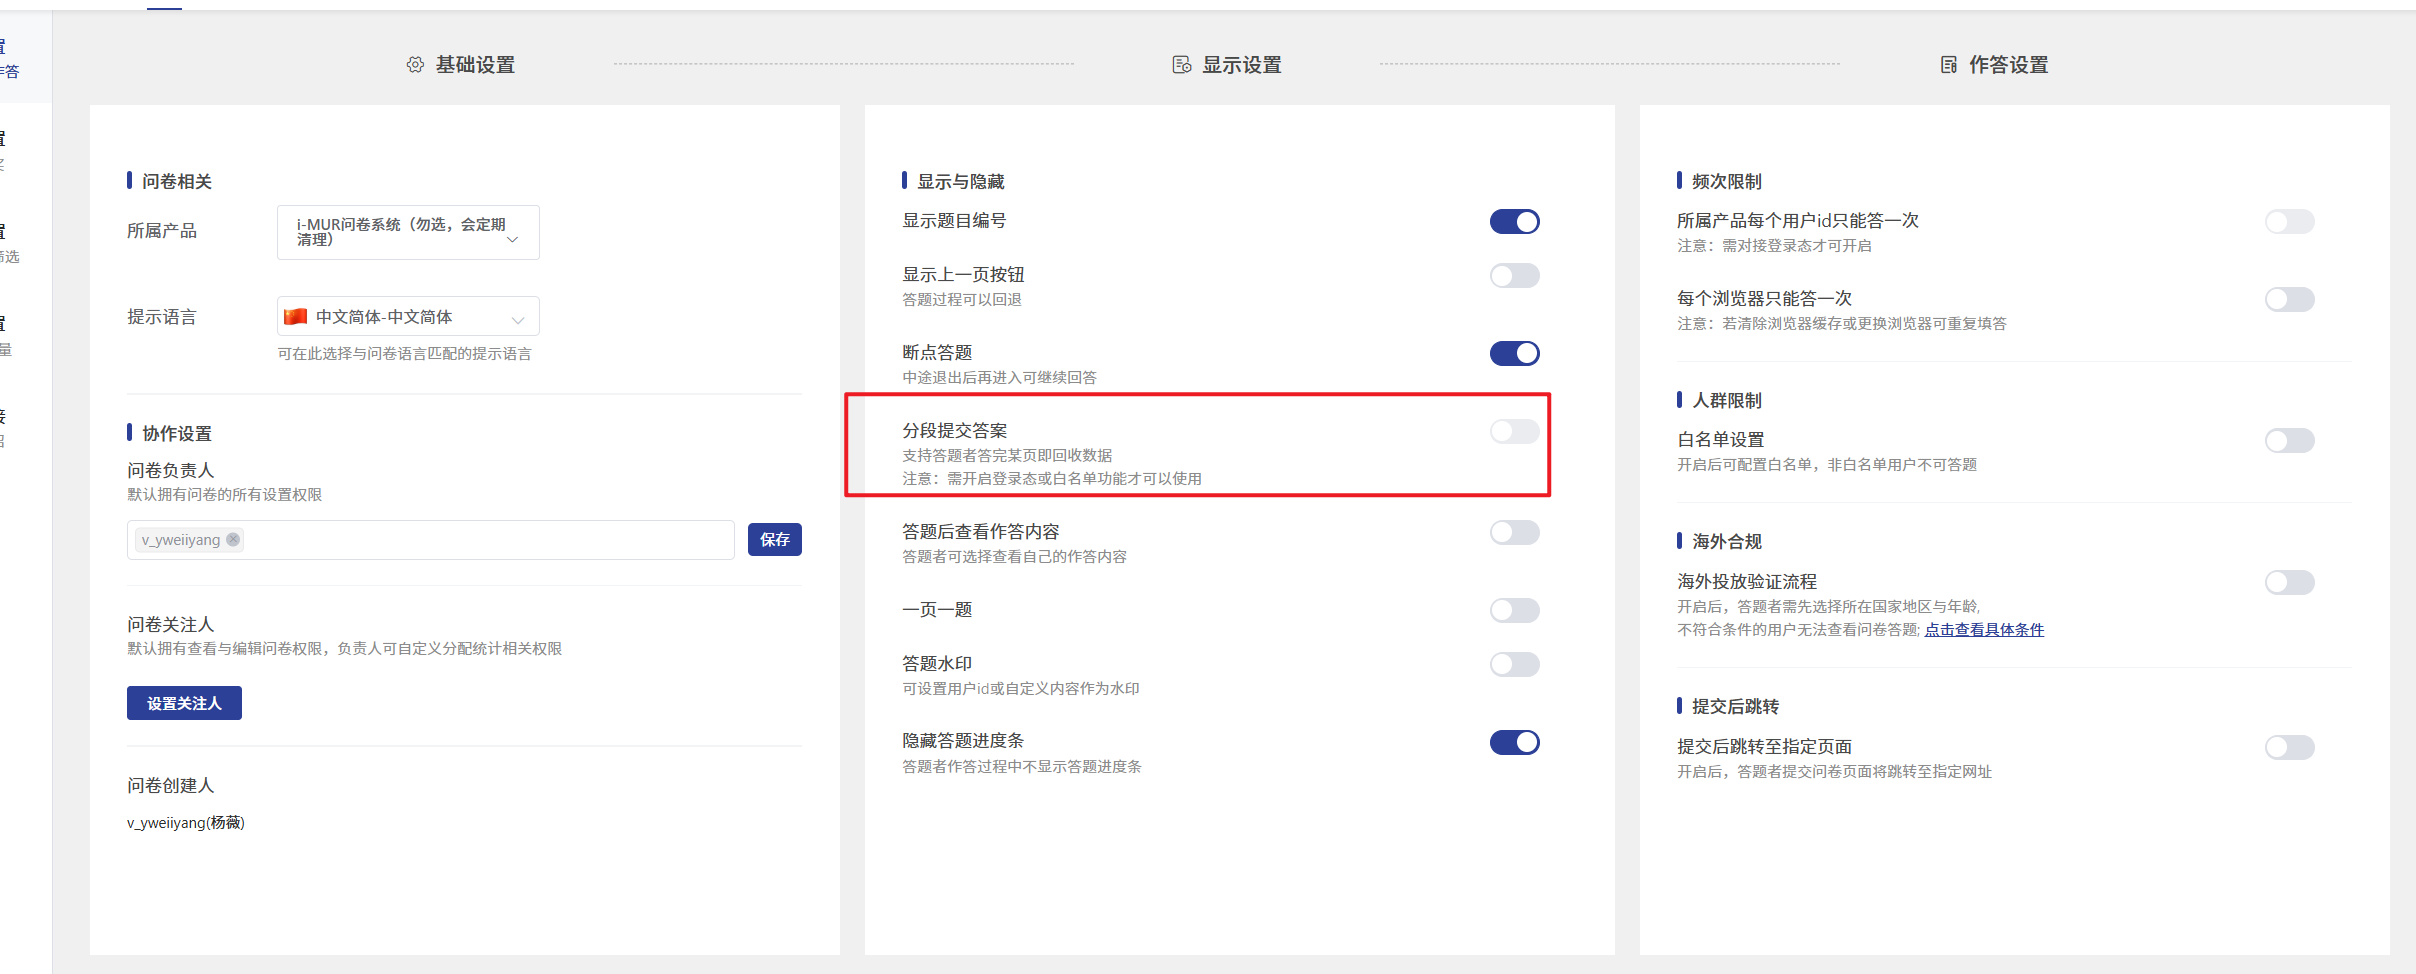 置
作答
置
置
筛选
置
量
接
基础设置
显示设置
作答设置
问卷相关
所属产品
i-MUR问卷系统（勿选，会定期
清理）
提示语言
中文简体-中文简体
可在此选择与问卷语言匹配的提示语言
协作设置
问卷负责人
默认拥有问卷的所有设置权限
v_yweiiyang
保存
问卷关注人
默认拥有查看与编辑问卷权限，负责人可自定义分配统计相关权限
设置关注人
问卷创建人
v_yweiiyang(杨薇)
显示与隐藏
显示题目编号
显示上一页按钮
答题过程可以回退
断点答题
中途退出后再进入可继续回答
分段提交答案
支持答题者答完某页即回收数据
注意：需开启登录态或白名单功能才可以使用
答题后查看作答内容
答题者可选择查看自己的作答内容
一页一题
答题水印
可设置用户id或自定义内容作为水印
隐藏答题进度条
答题者作答过程中不显示答题进度条
频次限制
所属产品每个用户id只能答一次
注意：需对接登录态才可开启
每个浏览器只能答一次
注意：若清除浏览器缓存或更换浏览器可重复填答
人群限制
白名单设置
开启后可配置白名单，非白名单用户不可答题
海外合规
海外投放验证流程
开启后，答题者需先选择所在国家地区与年龄,
不符合条件的用户无法查看问卷答题; 点击查看具体条件
提交后跳转
提交后跳转至指定页面
开启后，答题者提交问卷页面将跳转至指定网址